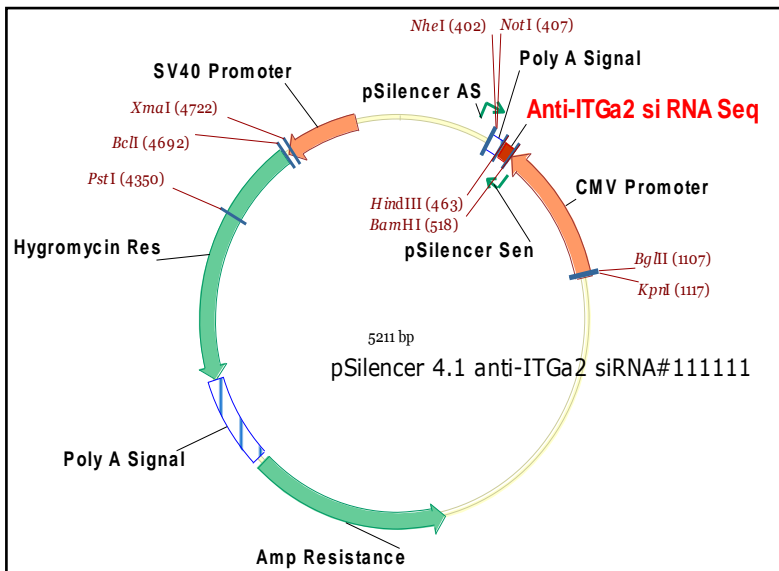 NheI (402)
NotI (407)
Poly A Signal
SV40 Promoter
pSilencer AS
Anti-ITGa2 si RNA Seq
XmaI (4722)
BclI (4692)
PstI (4350)
HindIII (463)
BamHI (518)
CMV Promoter
pSilencer Sen
Hygromycin Res
BglII (1107)
KpnI (1117)
5211 bp
pSilencer 4.1 anti-ITGa2 siRNA#111111
Poly A Signal
Amp Resistance